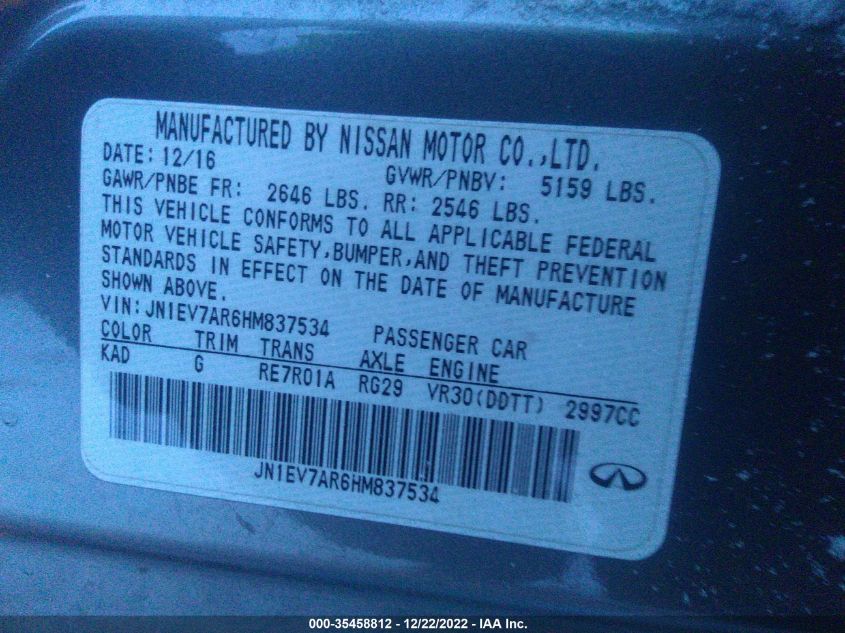 MANUFACTURED BY NISSAN MOTOR CO.,LTD.
DATE: 12/16 GVWR/PNBV: 5159 LBS.
GAWR/PNBE FR: 2646 LBS. RR: 2546 LBS.
THIS VEHICLE CONFORMS TO ALL APPLICABLE FEDERAL
MOTOR VEHICLE SAFETY,BUMPER,AND THEFT PREVENTION
STANDARDS IN EFFECT ON THE DATE OF MANUFACTURE
SHOWN ABOVE.
VIN:JN1EV7AR6HM837534 PASSENGER CAR
COLOR TRIM TRANS AXLE ENGINE
KAD G RE7R01A RG29 VR30(DDTT) 2997CC
JN1EV7AR6HM837534
000-35458812 - 12/22/2022 - IAA Inc.